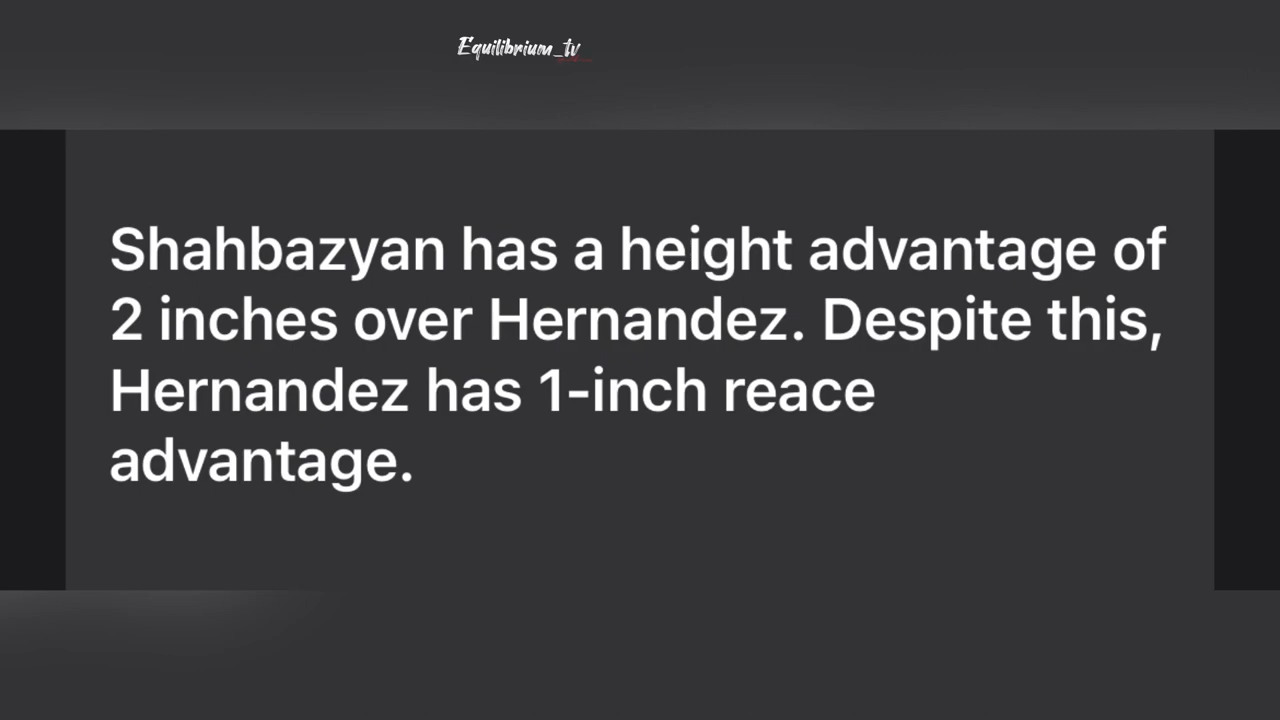 Equilibrium_tv
Shahbazyan has a height advantage of
2 inches over Hernandez. Despite this,
Hernandez has 1-inch reace
advantage.